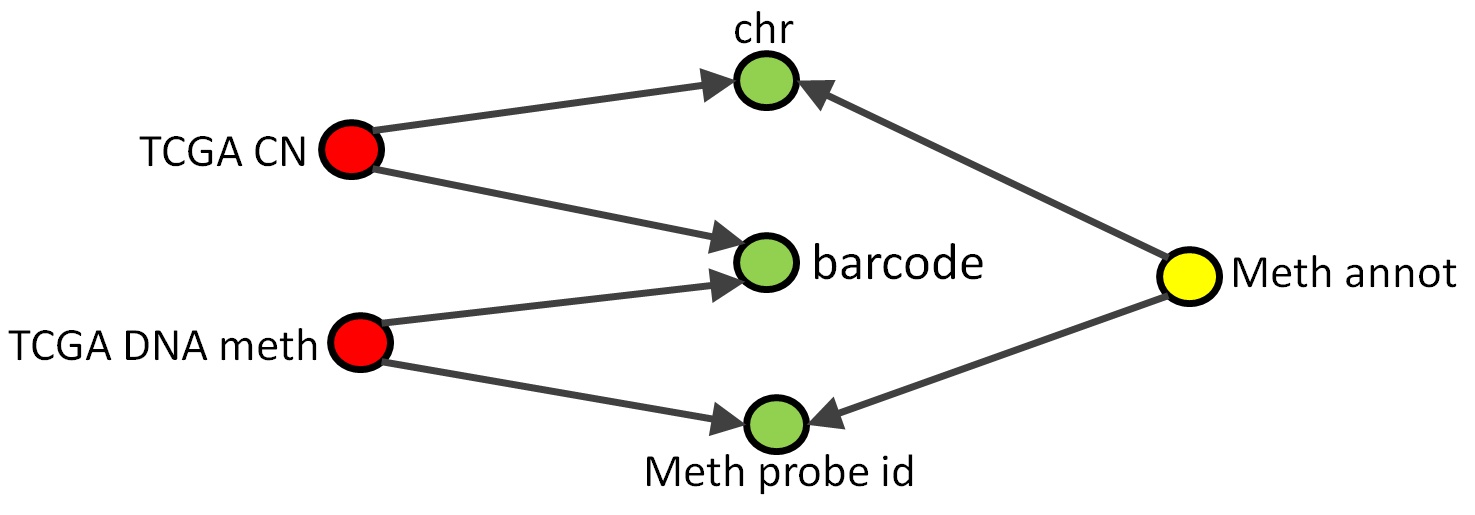 chr
TCGA CN
barcode
Meth annot
TCGA DNA meth
Meth probe id